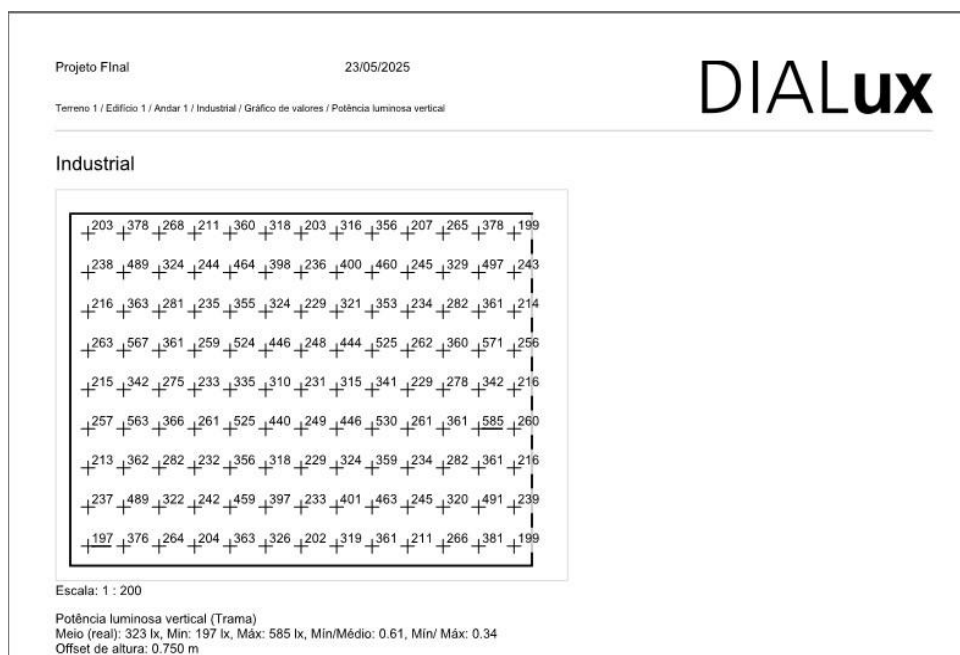 Projeto FInal
23/05/2025
DIALux
Terreno 1 / Edifício 1 / Andar 1 / Industrial / Gráfico de valores / Potência luminosa vertical
Industrial
203 378 268 211 360 318 203 316 356 207 265 378 199
238 489 324 244 464 398 236 400 460 245 329 497 243
216 363 281 235 355 324 229 321 353 234 282 361 214
263 567 361 259 524 446 248 444 525 262 360 571 256
215 342 275 233 335 310 231 315 341 229 278 342 216
257 563 366 261 525 440 249 446 530 261 361 585 260
213 362 282 232 356 318 229 324 359 234 282 361 216
237 489 322 242 459 397 233 401 463 245 320 491 239
197 376 264 204 363 326 202 319 361 211 266 381 199
Escala: 1 : 200
Potência luminosa vertical (Trama)
Meio (real): 323 lx, Min: 197 lx, Máx: 585 lx, Mín/Médio: 0.61, Mín/ Máx: 0.34
Offset de altura: 0.750 m